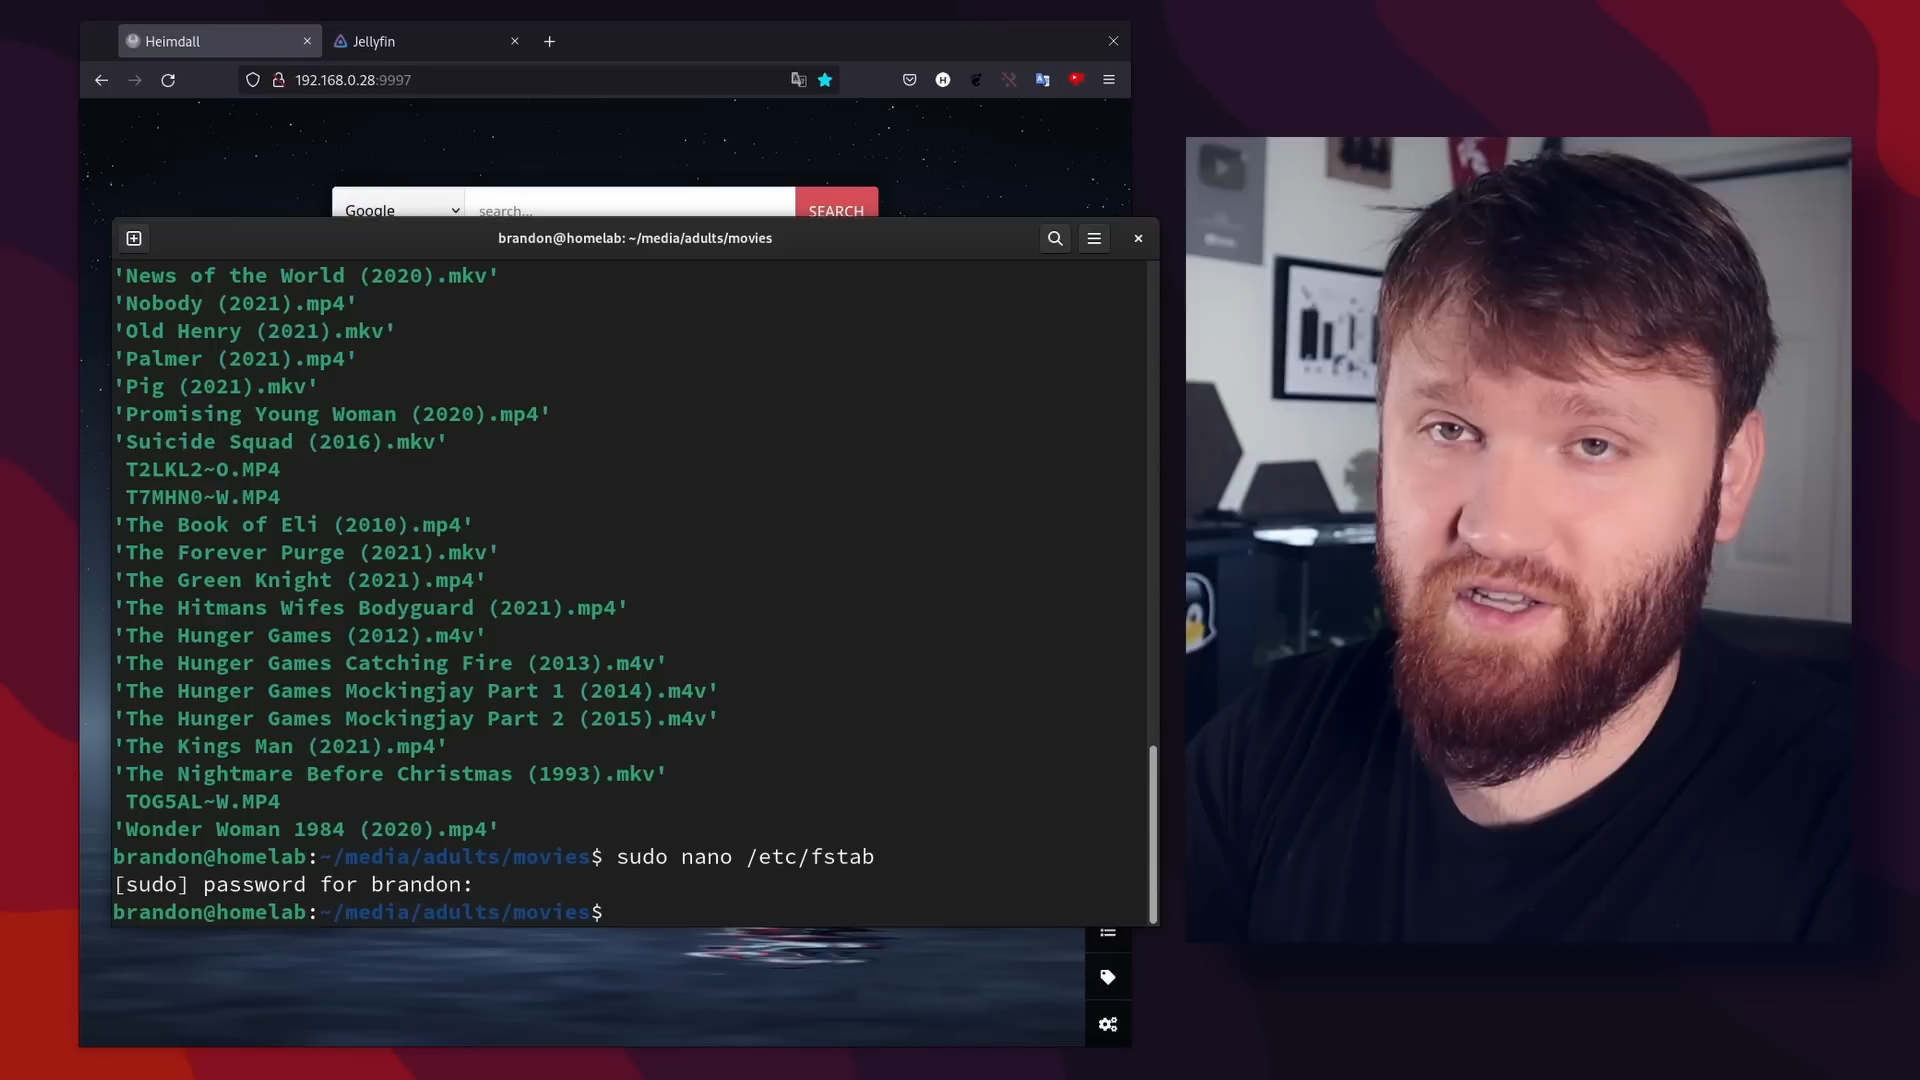 Heimdall
Jellyfin
192.168.0.28:9997
Google
search...
SEARCH
brandon@homelab: ~/media/adults/movies
'News of the World (2020).mkv'
'Nobody (2021).mp4'
'Old Henry (2021).mkv'
'Palmer (2021).mp4'
'Pig (2021).mkv'
'Promising Young Woman (2020).mp4'
'Suicide Squad (2016).mkv'
T2LKL2~O.MP4
T7MHN0~W.MP4
'The Book of Eli (2010).mp4'
'The Forever Purge (2021).mkv'
'The Green Knight (2021).mp4'
'The Hitmans Wifes Bodyguard (2021).mp4'
'The Hunger Games (2012).m4v'
'The Hunger Games Catching Fire (2013).m4v'
'The Hunger Games Mockingjay Part 1 (2014).m4v'
'The Hunger Games Mockingjay Part 2 (2015).m4v'
'The Kings Man (2021).mp4'
'The Nightmare Before Christmas (1993).mkv'
TOG5AL~W.MP4
'Wonder Woman 1984 (2020).mp4'
brandon@homelab:~/media/adults/movies$ sudo nano /etc/fstab
[sudo] password for brandon:
brandon@homelab:~/media/adults/movies$